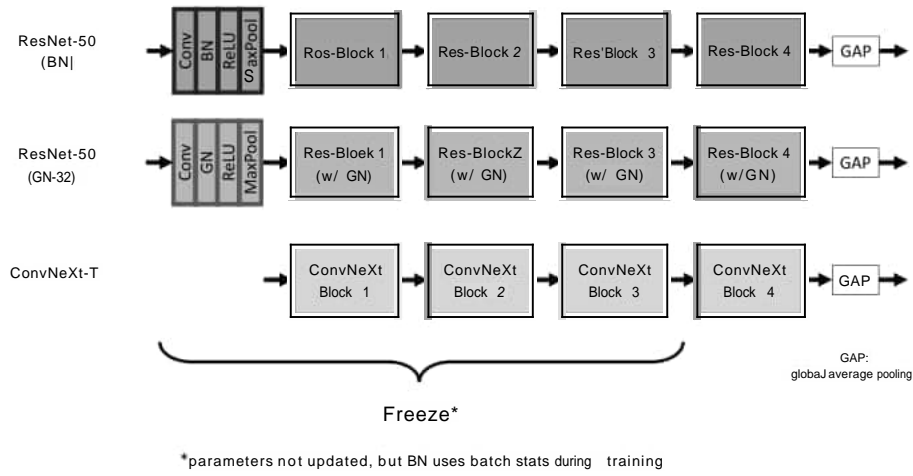 ResNet-50
(BN|
Conv
BN
ReLU
SaxPool
Ros-Block 1
Res-Block 2
Res'Block 3
Res-Block 4
GAP
ResNet-50
(GN-32)
Conv
GN
ReLU
MaxPool
Res-Bloek 1
(w/ GN)
Res-BlockZ
(w/ GN)
Res-Block 3
(w/ GN)
Res-Block 4
(w/GN)
GAP
ConvNeXt-T
ConvNeXt
Block 1
ConvNeXt
Block 2
ConvNeXt
Block 3
ConvNeXt
Block 4
GAP
GAP:
globaJ average pooling
Freeze*
*parameters not updated, but BN uses batch stats during training